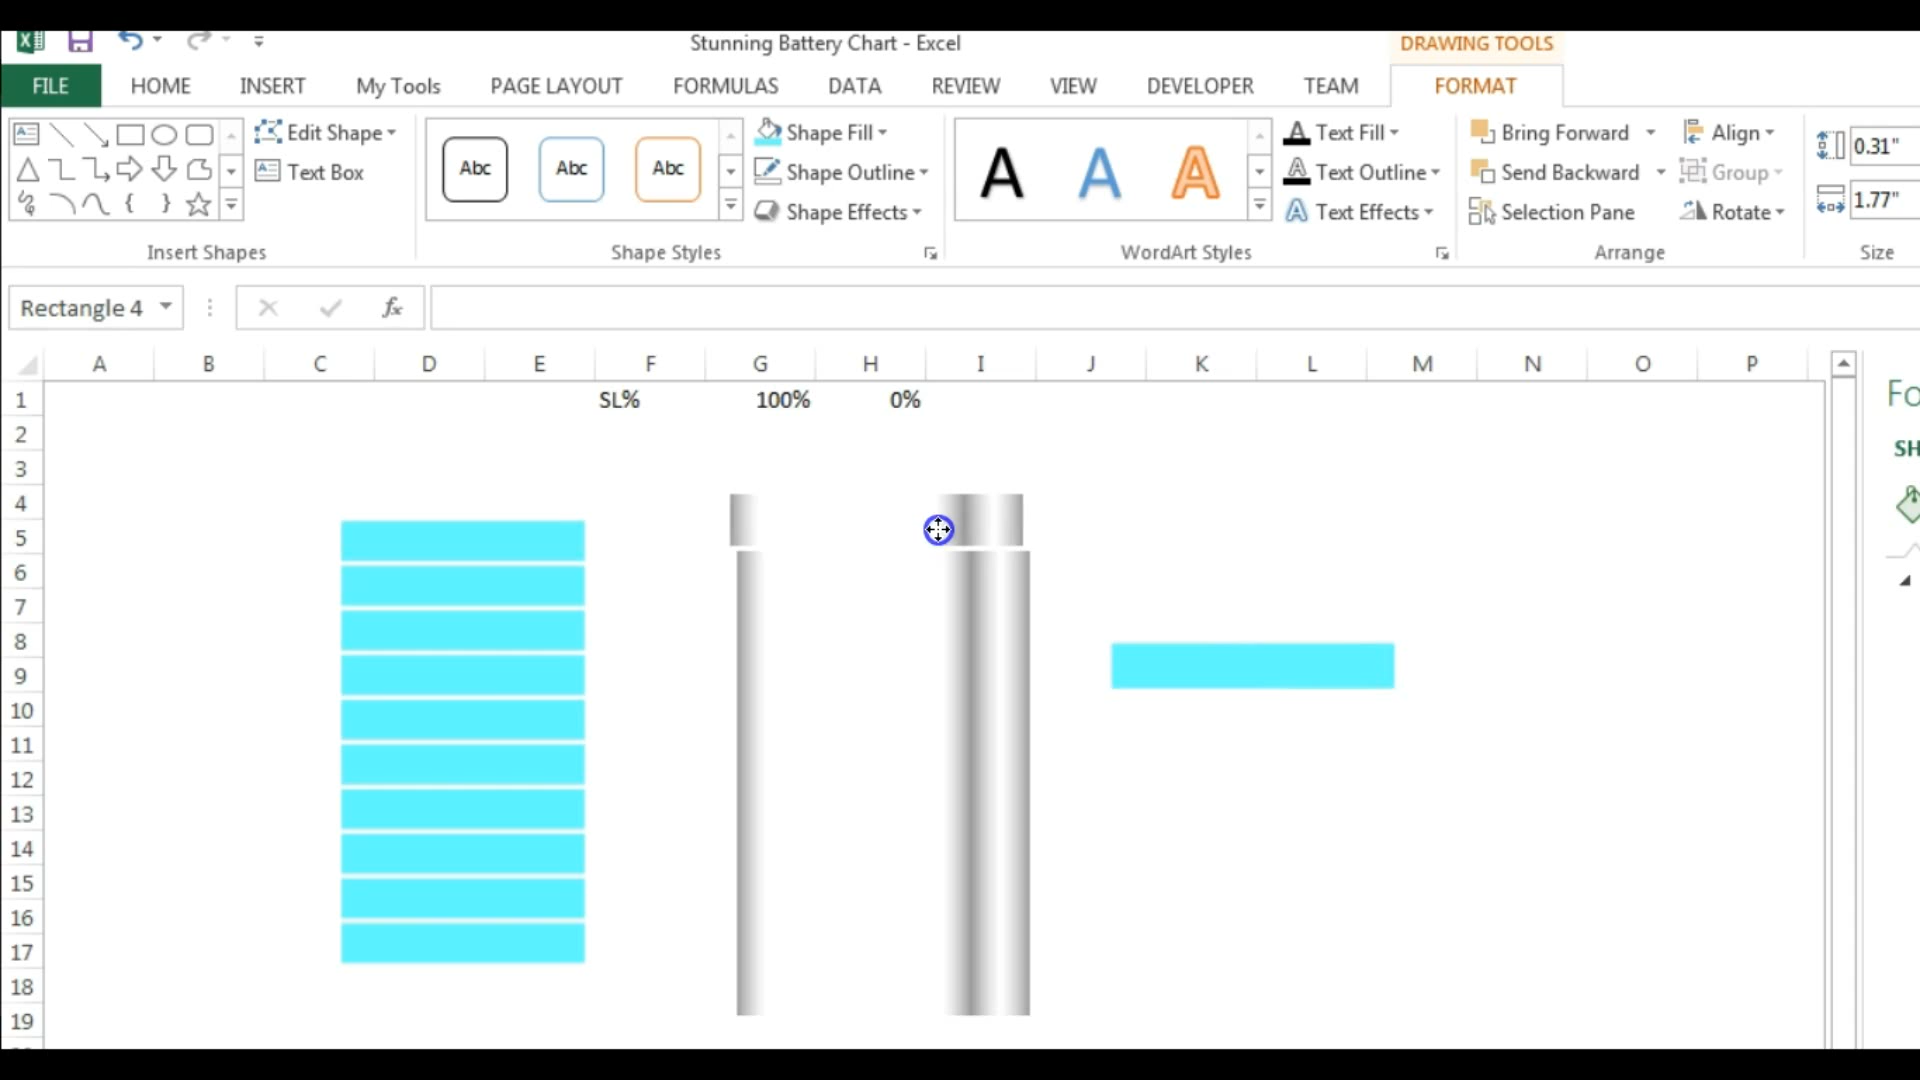 Stunning Battery Chart - Excel
DRAWING TOOLS
FILE HOME INSERT My Tools PAGE LAYOUT FORMULAS DATA REVIEW VIEW DEVELOPER TEAM FORMAT
Edit Shape
Text Box
Insert Shapes
Abc Abc Abc
Shape Fill
Shape Outline
Shape Effects
Shape Styles
A A A
Text Fill
Text Outline
Text Effects
WordArt Styles
Bring Forward
Send Backward
Selection Pane
Align
Group
Rotate
Arrange
0.31"
1.77"
Size
Rectangle 4
fx
A B C D E F G H I J K L M N O P
1 SL% 100% 0%
2
3
4
5
6
7
8
9
10
11
12
13
14
15
16
17
18
19
Fo
SH